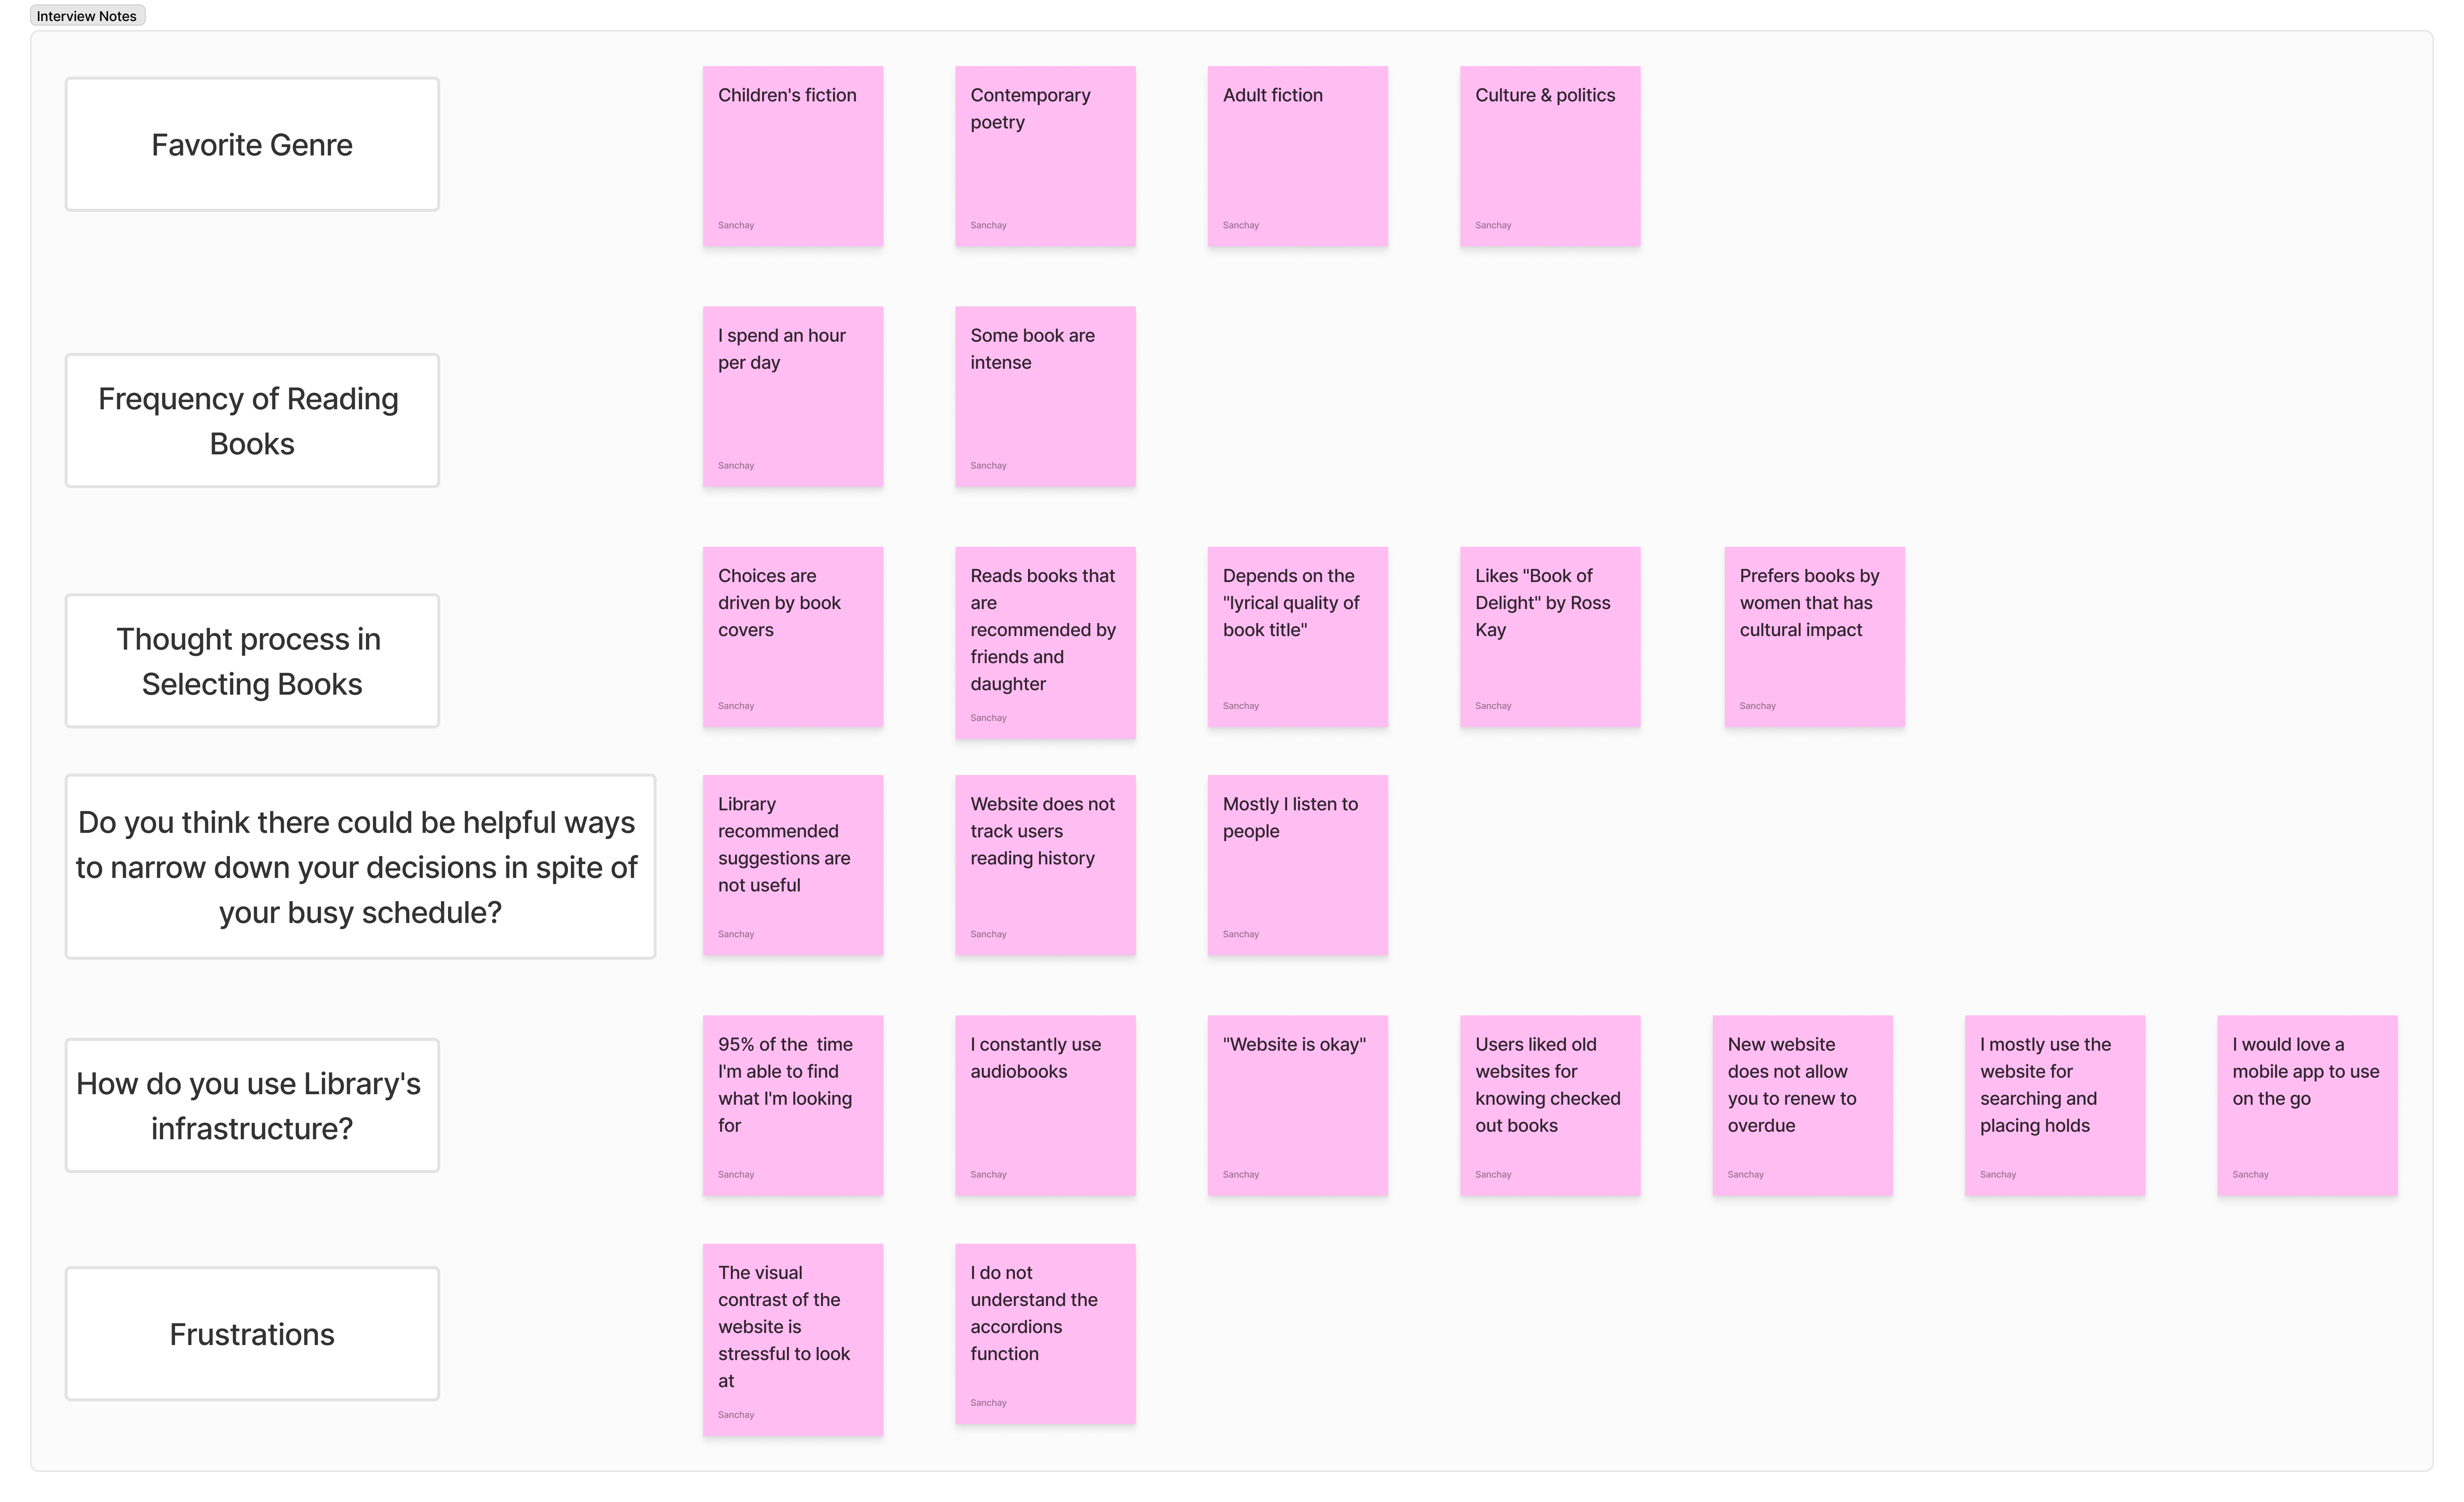 Interview Notes
Favorite Genre
Children's fiction
Sanchay
Contemporary
poetry
Sanchay
Adult fiction
Sanchay
Culture & politics
Sanchay
Frequency of Reading
Books
I spend an hour
per day
Sanchay
Some book are
intense
Sanchay
Thought process in
Selecting Books
Choices are
driven by book
covers
Sanchay
Reads books that
are
recommended by
friends and
daughter
Sanchay
Depends on the
"lyrical quality of
book title"
Sanchay
Likes "Book of
Delight" by Ross
Kay
Sanchay
Prefers books by
women that has
cultural impact
Sanchay
Do you think there could be helpful ways
to narrow down your decisions in spite of
your busy schedule?
Library
recommended
suggestions are
not useful
Sanchay
Website does not
track users
reading history
Sanchay
Mostly I listen to
people
Sanchay
How do you use Library's
infrastructure?
95% of the  time
I'm able to find
what I'm looking
for
Sanchay
I constantly use
audiobooks
Sanchay
"Website is okay"
Sanchay
Users liked old
websites for
knowing checked
out books
Sanchay
New website
does not allow
you to renew to
overdue
Sanchay
I mostly use the
website for
searching and
placing holds
Sanchay
I would love a
mobile app to use
on the go
Sanchay
Frustrations
The visual
contrast of the
website is
stressful to look
at
Sanchay
I do not
understand the
accordions
function
Sanchay